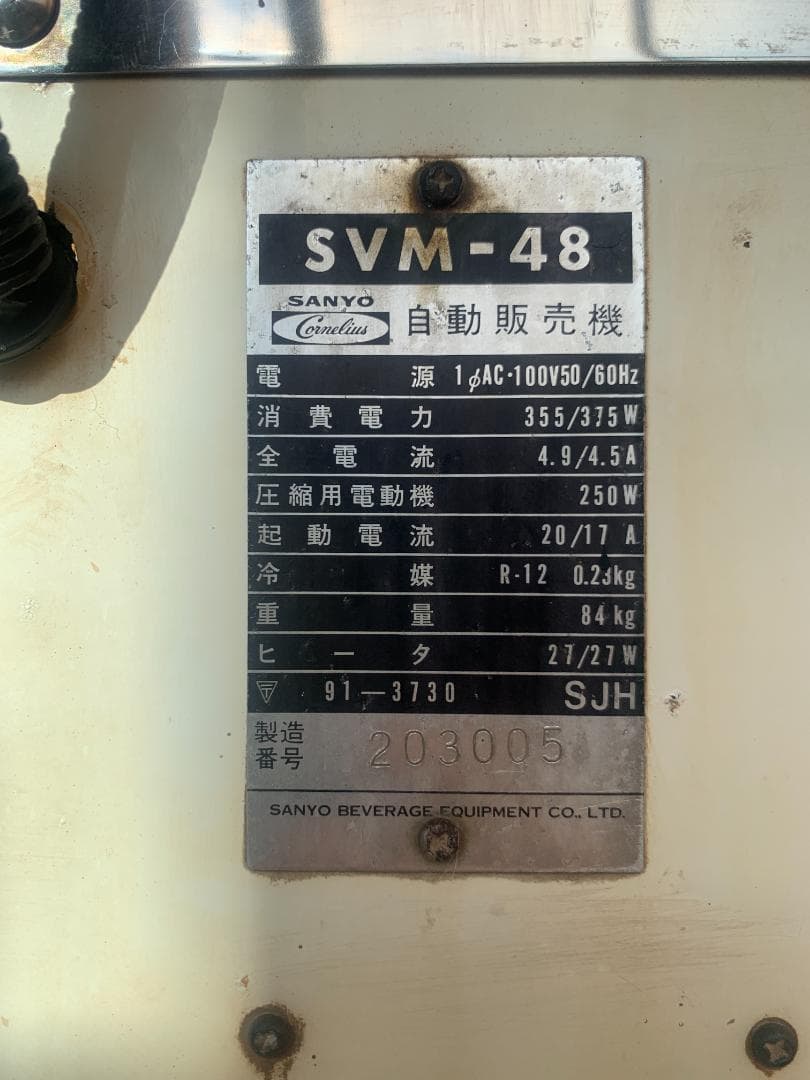 SVM-48
SANYO
Cornelius 自動販売機
電源 1φAC·100V50/60Hz
消費電力 355/375W
全電流 4.9/4.5A
圧縮用電動機 250W
起動電流 20/17 A
冷媒 R-12 0.23kg
重量 84kg
ヒータ 27/27W
〒 91-3730 SJH
製造番号 203005
SANYO BEVERAGE EQUIPMENT CO., LTD.